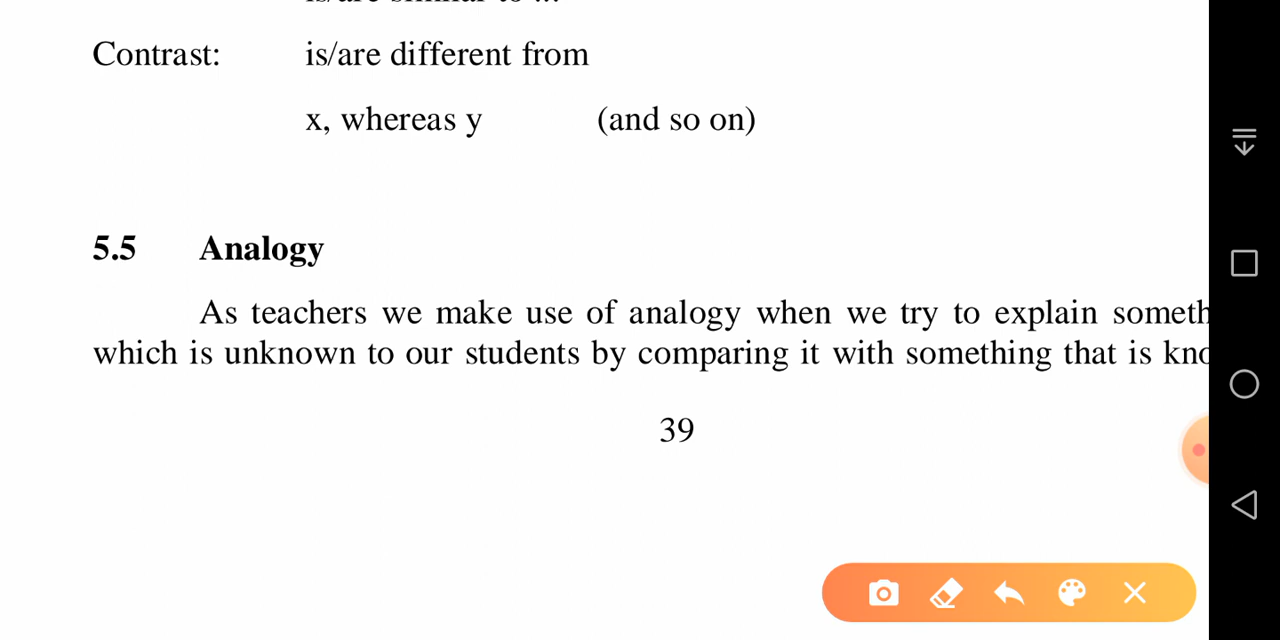 Contrast: is/are different from
x, whereas y (and so on)
5.5 Analogy
As teachers we make use of analogy when we try to explain
which is unknown to our students by comparing it with something that is
39